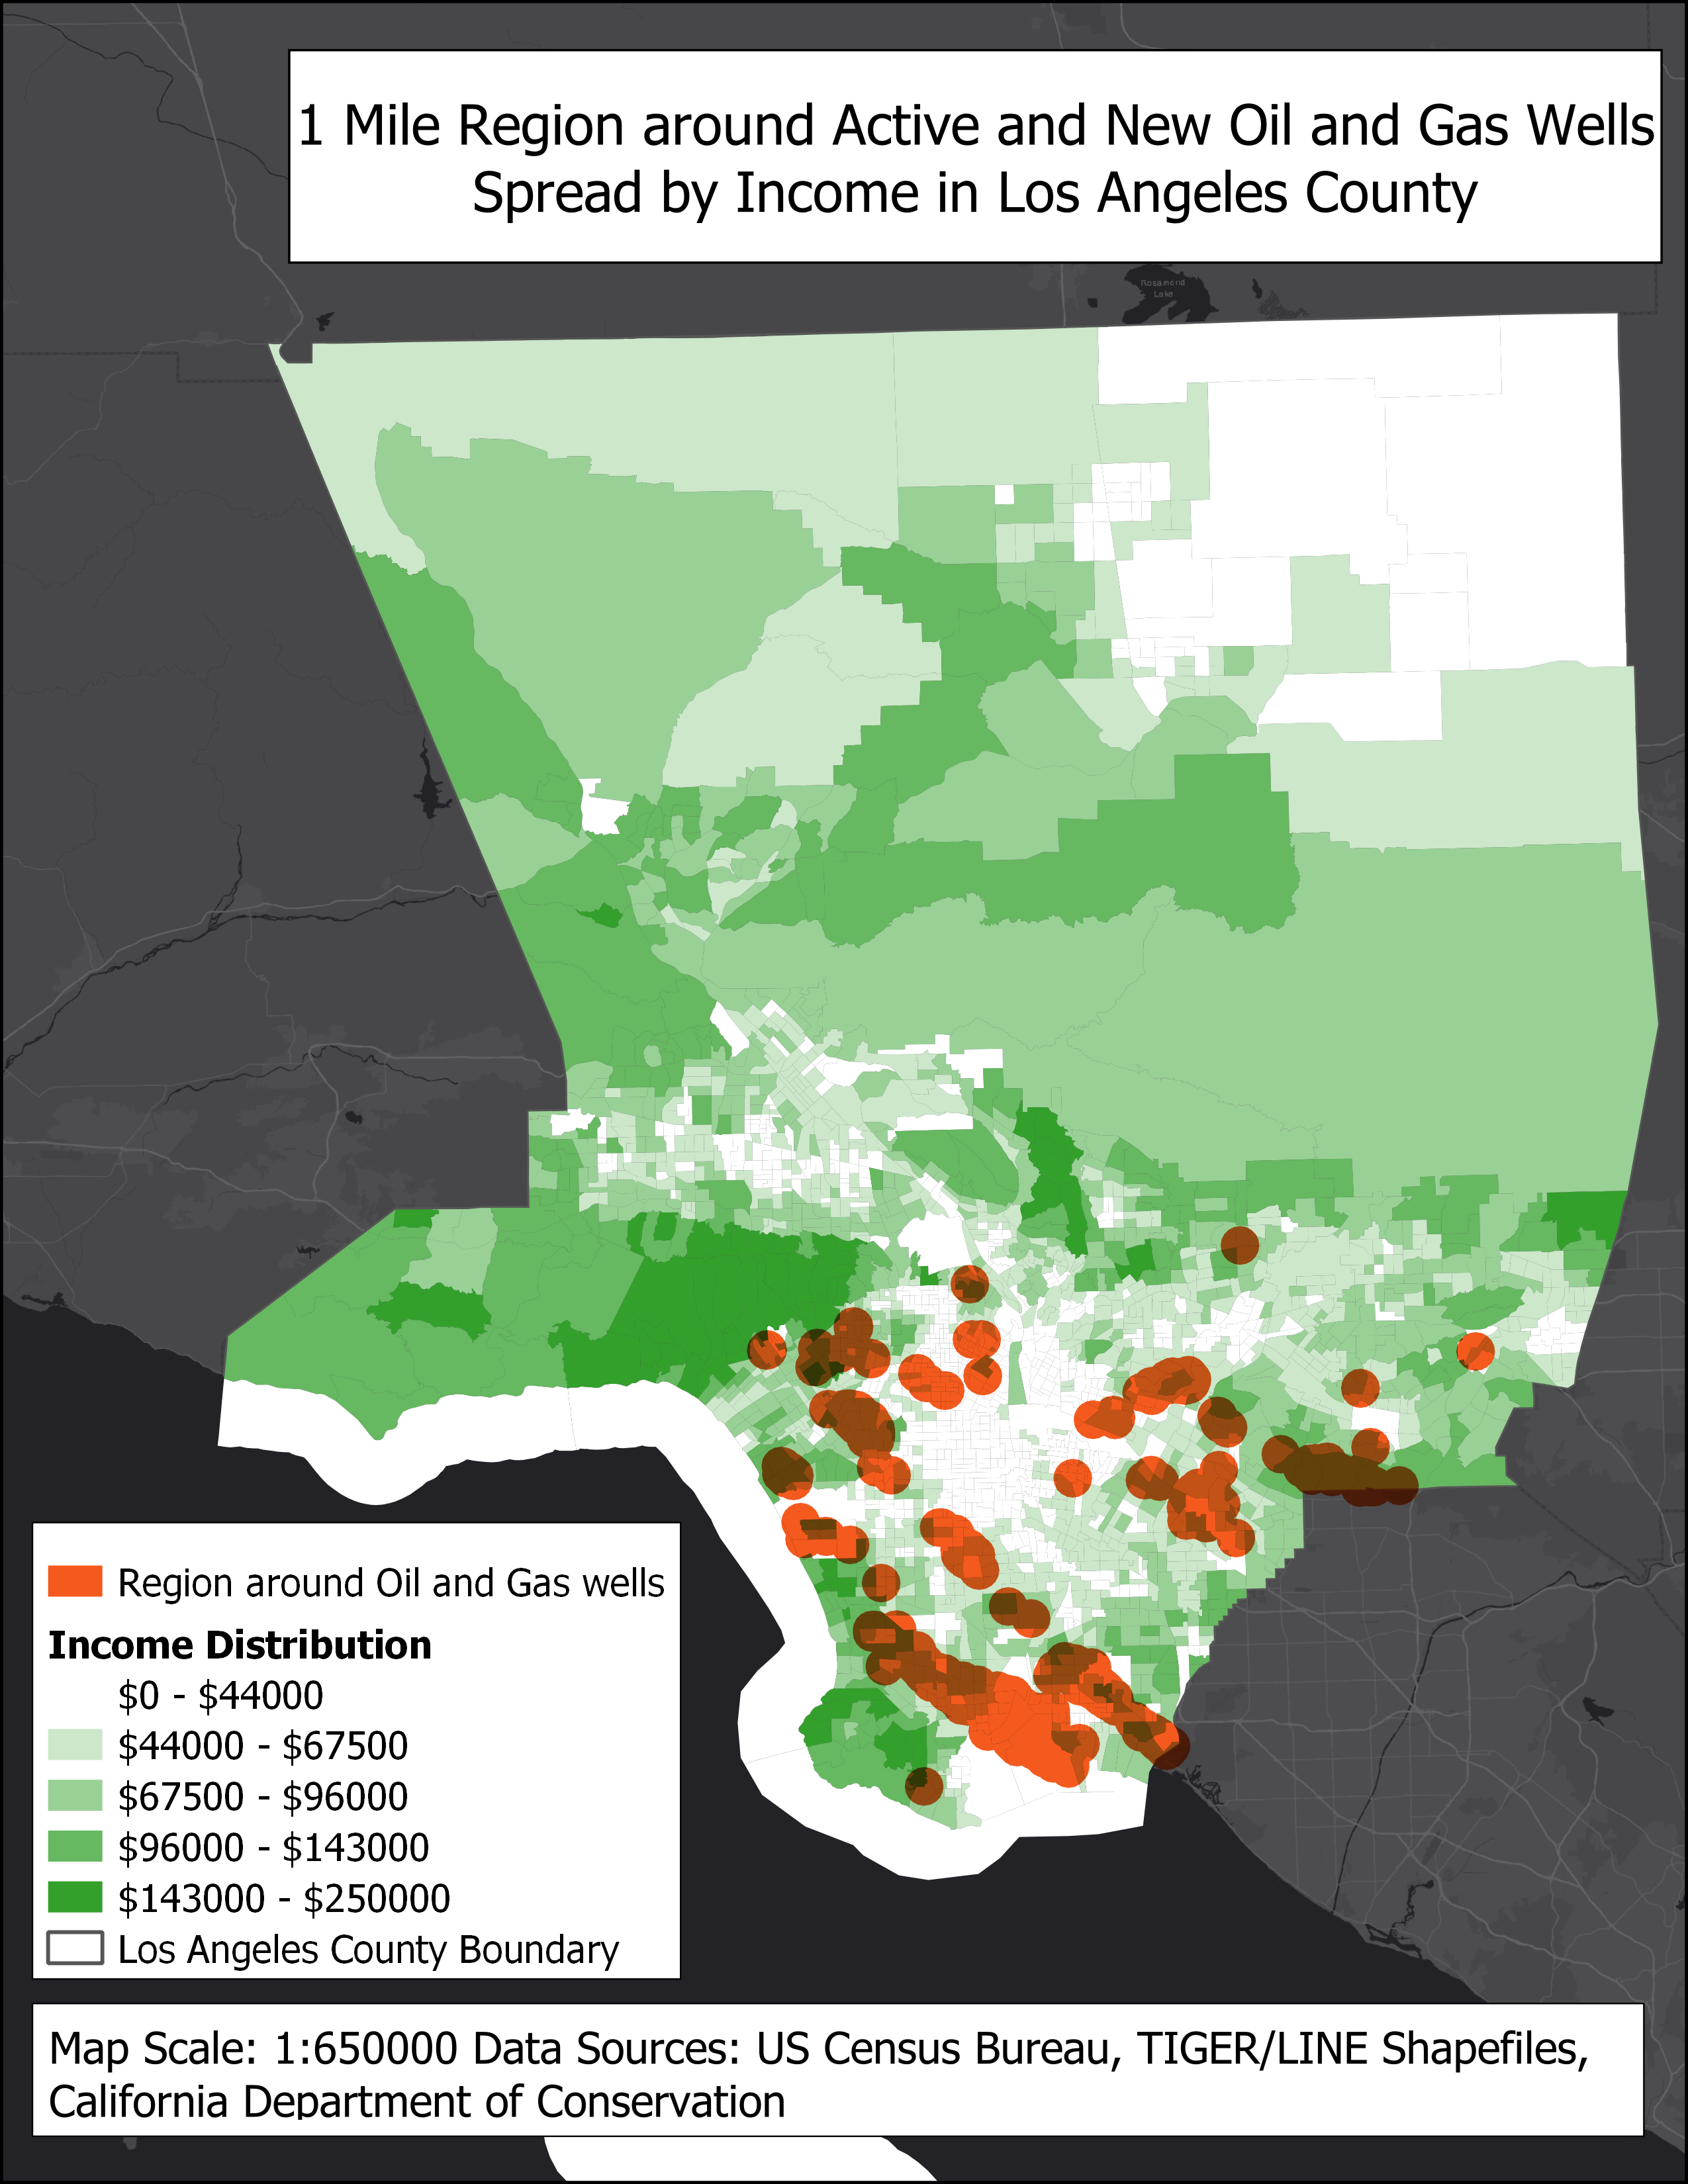 1 Mile Region around Active and New Oil and Gas Wells
Spread by Income in Los Angeles County
Rosamond
Lake
Region around Oil and Gas wells
Income Distribution
$0 - $44000
$44000 - $67500
$67500 - $96000
$96000 - $143000
$143000 - $250000
Los Angeles County Boundary
Map Scale: 1:650000 Data Sources: US Census Bureau, TIGER/LINE Shapefiles,
California Department of Conservation